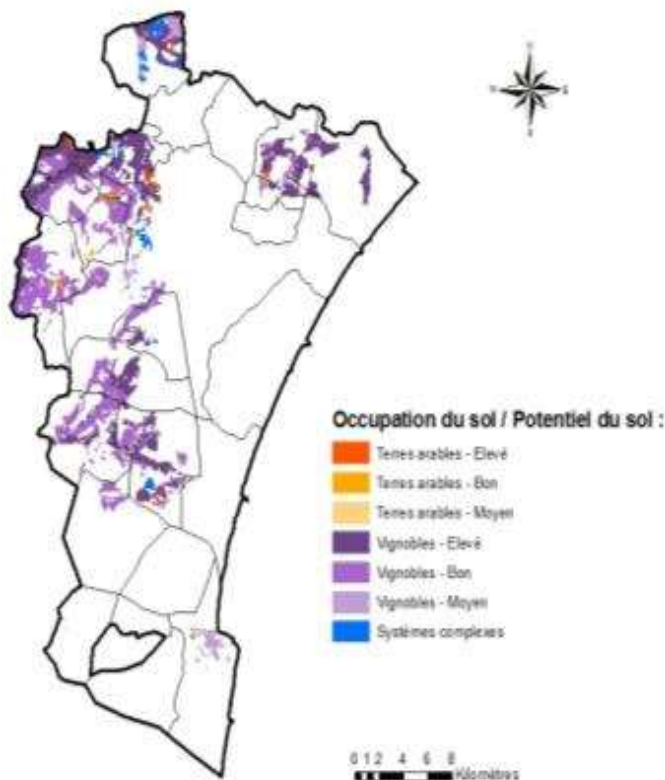 Occupation du sol / Potentiel du sol :
Terres arables - Elevé
Terres arables - Bon
Terres arables - Moyen
Vignobles - Elevé
Vignobles - Bon
Vignobles - Moyen
Systèmes complexes
0 1 2 4 6 8
Kilomètres